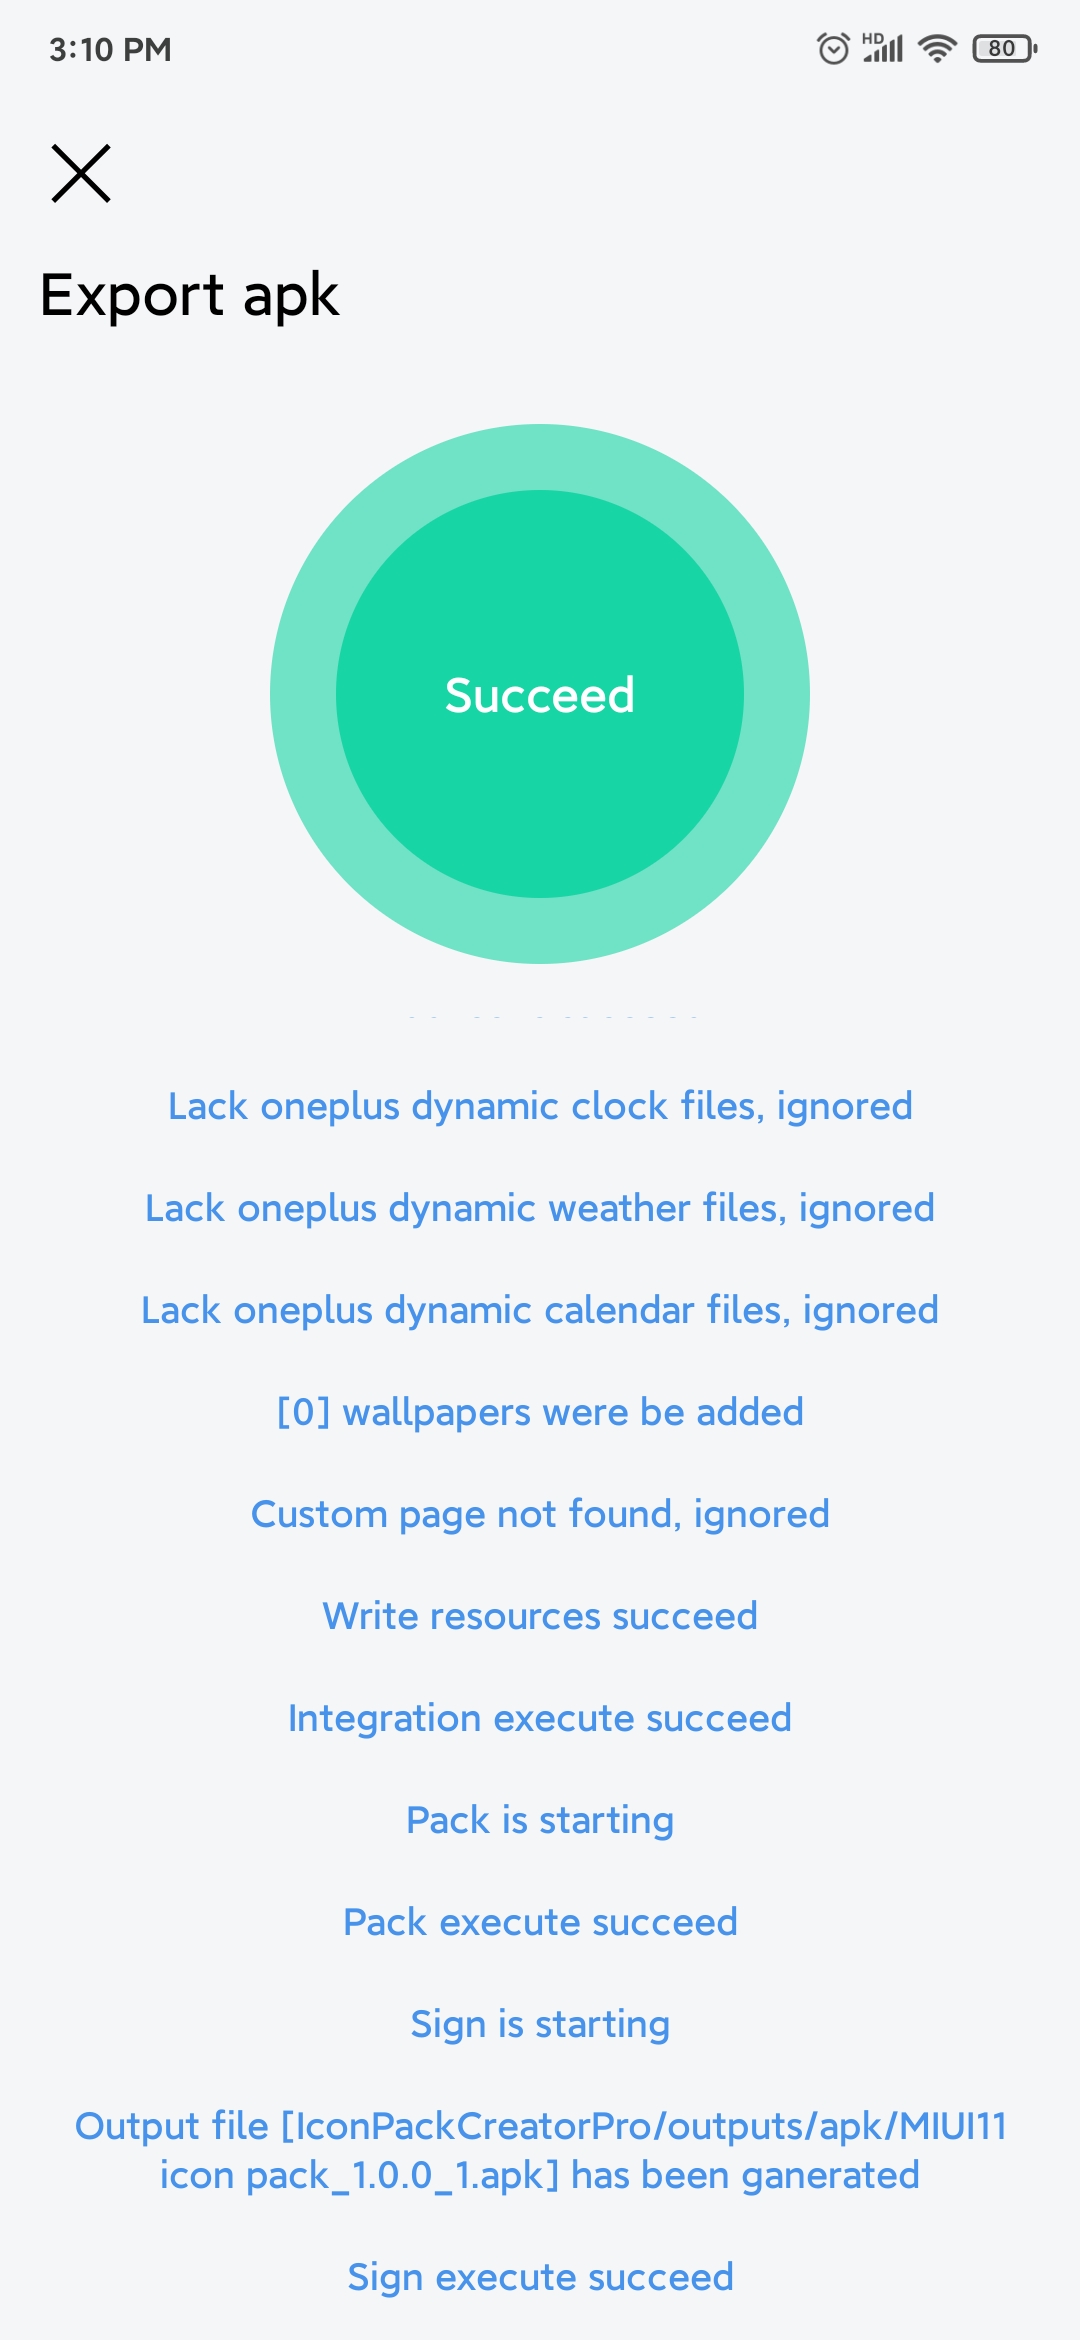 3:10 PM
HD
80
Export apk
Succeed
Lack oneplus dynamic clock files, ignored
Lack oneplus dynamic weather files, ignored
Lack oneplus dynamic calendar files, ignored
[0] wallpapers were be added
Custom page not found, ignored
Write resources succeed
Integration execute succeed
Pack is starting
Pack execute succeed
Sign is starting
Output file [IconPackCreatorPro/outputs/apk/MIUI11
icon pack_1.0.0_1.apk] has been ganerated
Sign execute succeed